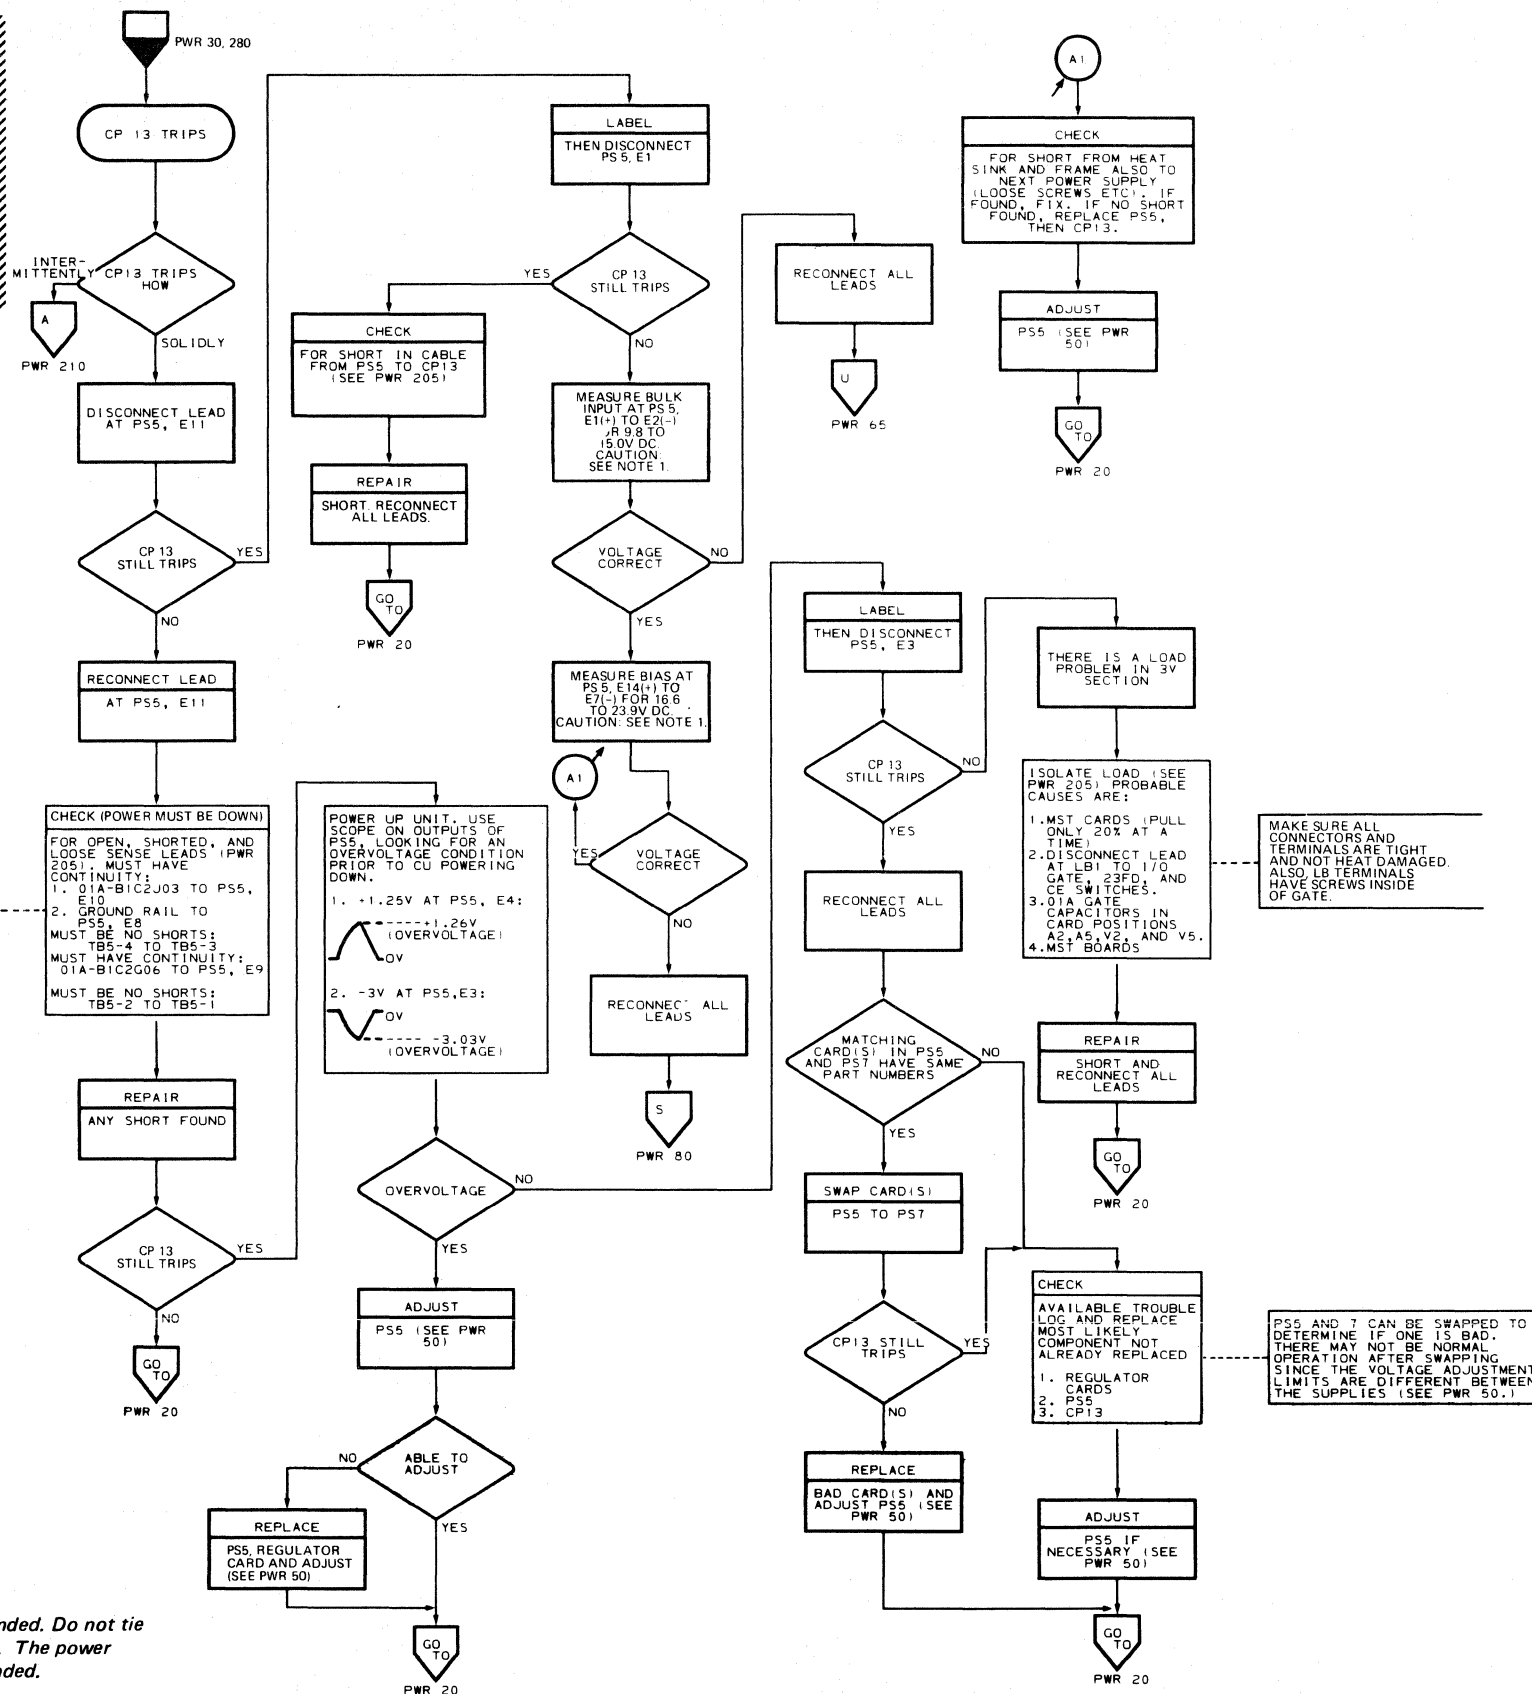 PWR 30, 280
CP 13 TRIPS
INTER-
MITTENTLY
CP13 TRIPS
HOW
A
PWR 210
SOLIDLY
DISCONNECT LEAD
AT PS5, E11
CP 13
STILL TRIPS
YES
NO
RECONNECT LEAD
AT PS5, E11
CHECK (POWER MUST BE DOWN)
FOR OPEN, SHORTED, AND
LOOSE SENSE LEADS (PWR
205). MUST HAVE
CONTINUITY:
1. 01A-B1C2J03 TO PS5,
E10
2. GROUND RAIL TO
PS5, E8
MUST BE NO SHORTS:
TB5-4 TO TB5-3
MUST HAVE CONTINUITY:
01A-B1C2G06 TO PS5, E9
MUST BE NO SHORTS:
TB5-2 TO TB5-1
REPAIR
ANY SHORT FOUND
CP 13
STILL TRIPS
YES
NO
GO
TO
PWR 20
LABEL
THEN DISCONNECT
PS 5, E1
CP 13
STILL TRIPS
YES
NO
CHECK
FOR SHORT IN CABLE
FROM PS5 TO CP13
(SEE PWR 205)
REPAIR
SHORT. RECONNECT
ALL LEADS.
GO
TO
PWR 20
MEASURE BULK
INPUT AT PS 5,
E1(+) TO E2(-)
9.8 TO
15.0V DC.
CAUTION:
SEE NOTE 1.
VOLTAGE
CORRECT
NO
YES
RECONNECT ALL
LEADS
U
PWR 65
MEASURE BIAS AT
PS 5, E14(+) TO
E7(-) FOR 16.6
TO 23.9V DC.
CAUTION: SEE NOTE 1.
A1
YES
VOLTAGE
CORRECT
NO
RECONNECT ALL
LEADS
S
PWR 80
POWER UP UNIT. USE
SCOPE ON OUTPUTS OF
PS5, LOOKING FOR AN
OVERVOLTAGE CONDITION
PRIOR TO CU POWERING
DOWN.
1. +1.25V AT PS5, E4:
+1.26V
(OVERVOLTAGE)
0V
2. -3V AT PS5,E3:
0V
-3.03V
(OVERVOLTAGE)
OVERVOLTAGE
NO
YES
ADJUST
PS5 (SEE PWR
50)
ABLE TO
ADJUST
NO
YES
REPLACE
PS5, REGULATOR
CARD AND ADJUST
(SEE PWR 50)
GO
TO
PWR 20
A1
CHECK
FOR SHORT FROM HEAT
SINK AND FRAME ALSO TO
NEXT POWER SUPPLY
(LOOSE SCREWS ETC). IF
FOUND, FIX. IF NO SHORT
FOUND, REPLACE PS5,
THEN CP13.
ADJUST
PS5 (SEE PWR
50)
GO
TO
PWR 20
LABEL
THEN DISCONNECT
PS5, E3
CP 13
STILL TRIPS
NO
YES
THERE IS A LOAD
PROBLEM IN 3V
SECTION
ISOLATE LOAD (SEE
PWR 205) PROBABLE
CAUSES ARE:
1.MST CARDS (PULL
ONLY 20% AT A
TIME)
2.DISCONNECT LEAD
AT LB1 TO I/O
GATE, 23FD, AND
CE SWITCHES.
3.01A GATE
CAPACITORS IN
CARD POSITIONS
A2,A5,V2, AND V5.
4.MST BOARDS
MAKE SURE ALL
CONNECTORS AND
TERMINALS ARE TIGHT
AND NOT HEAT DAMAGED.
ALSO, LB TERMINALS
HAVE SCREWS INSIDE
OF GATE.
REPAIR
SHORT AND
RECONNECT ALL
LEADS
GO
TO
PWR 20
RECONNECT ALL
LEADS
MATCHING
CARD(S) IN PS5
AND PS7 HAVE SAME
PART NUMBERS
NO
YES
SWAP CARD(S)
PS5 TO PS7
CP13 STILL
TRIPS
YES
NO
REPLACE
BAD CARD(S) AND
ADJUST PS5 (SEE
PWR 50)
CHECK
AVAILABLE TROUBLE
LOG AND REPLACE
MOST LIKELY
COMPONENT NOT
ALREADY REPLACED
1. REGULATOR
CARDS
2. PS5
3. CP13
PS5 AND 7 CAN BE SWAPPED TO
DETERMINE IF ONE IS BAD.
THERE MAY NOT BE NORMAL
OPERATION AFTER SWAPPING
SINCE THE VOLTAGE ADJUSTMENT
LIMITS ARE DIFFERENT BETWEEN
THE SUPPLIES (SEE PWR 50.)
ADJUST
PS5 IF
NECESSARY (SEE
PWR 50)
GO
TO
PWR 20
nded. Do not tie
. The power
nded.